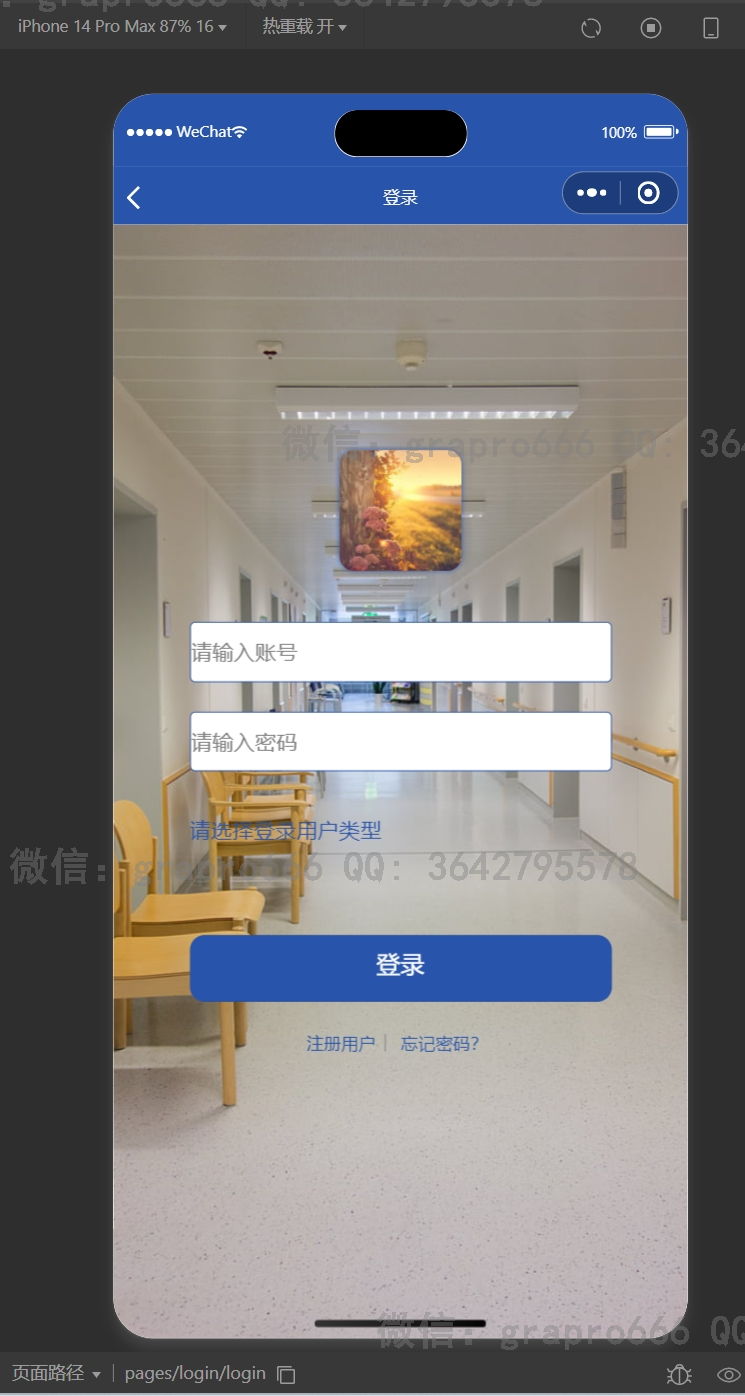 iPhone 14 Pro Max 87% 16 热重载 开
WeChat 100%
登录
微信: grapro666 QQ: 364
请输入账号
请输入密码
请选择登录用户类型
微信: grapro666 QQ: 3642795578
登录
注册用户 | 忘记密码?
微信: grapro666 QQ
页面路径 | pages/login/login